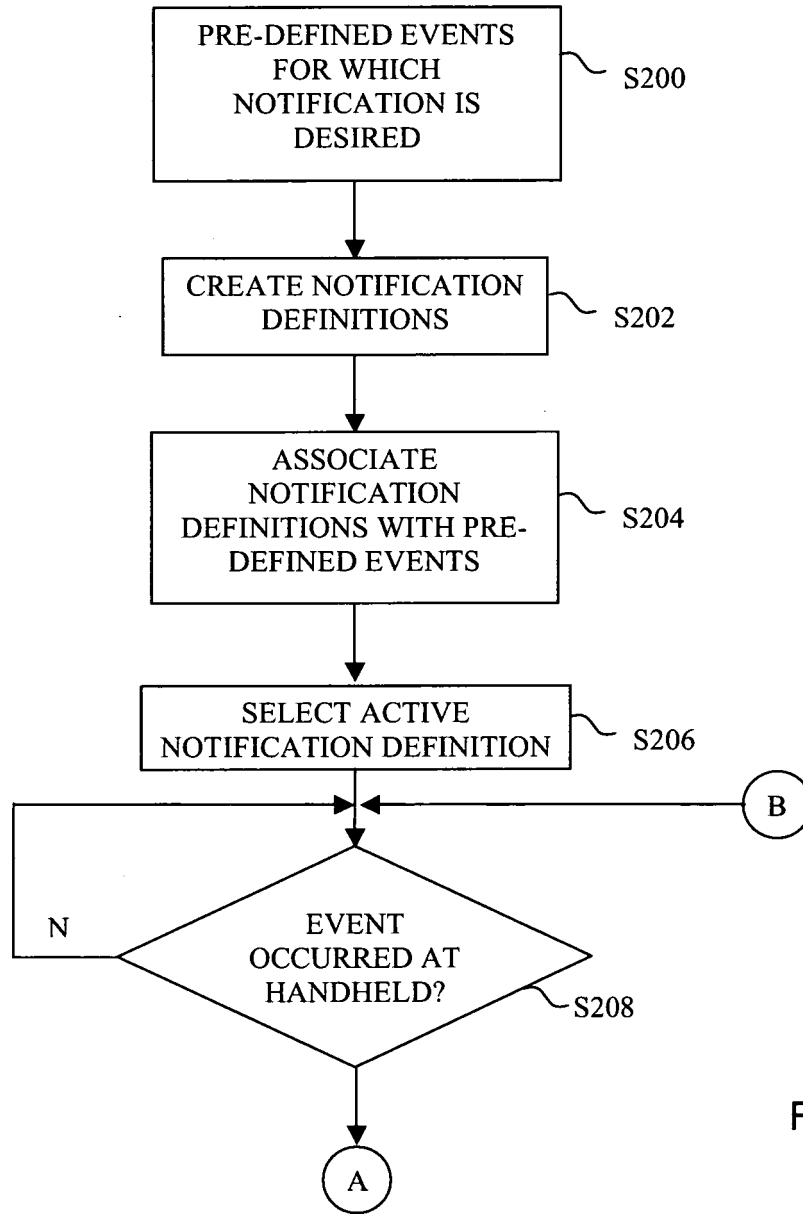 PRE-DEFINED EVENTS
FOR WHICH
NOTIFICATION IS
DESIRED
S200
CREATE NOTIFICATION
DEFINITIONS
S202
ASSOCIATE
NOTIFICATION
DEFINITIONS WITH PRE-
DEFINED EVENTS
S204
SELECT ACTIVE
NOTIFICATION DEFINITION
S206
B
N
EVENT
OCCURRED AT
HANDHELD?
S208
F
A